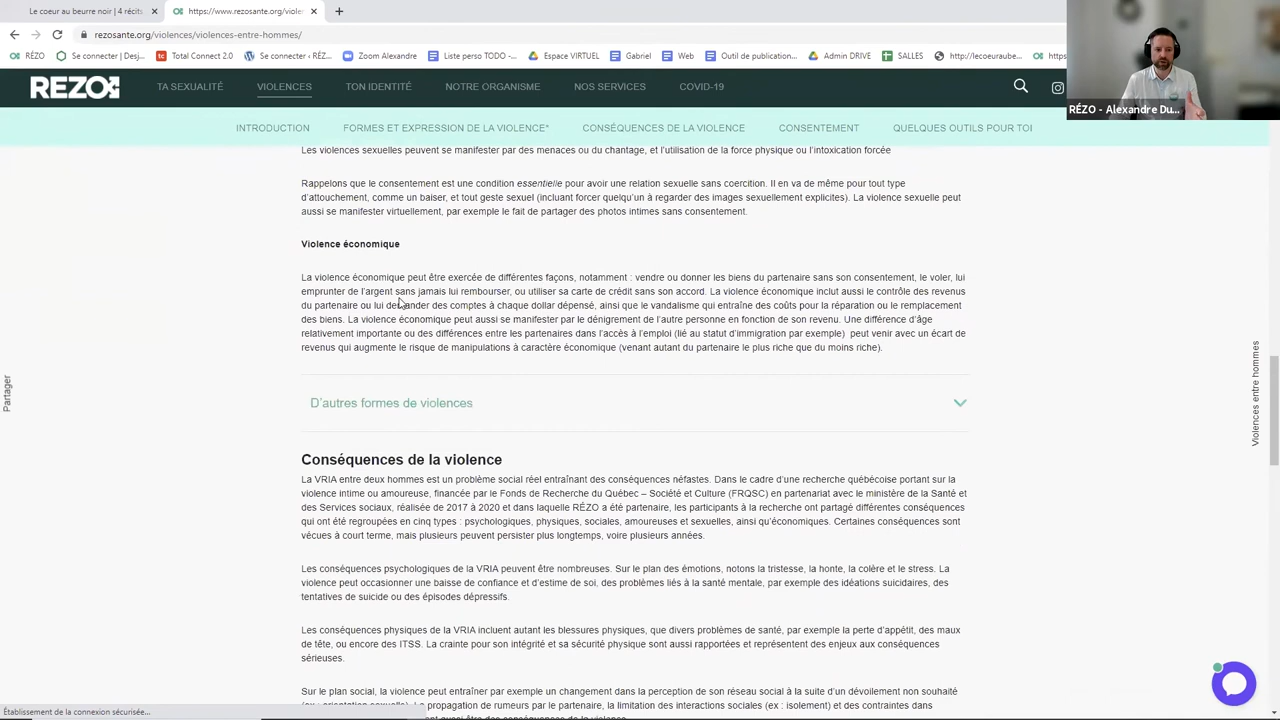 Le coeur au beurre noir | 4 récits
https://www.rezosante.org/violen
rezosante.org/violences/violences-entre-hommes/
RÉZO
Se connecter | Desj...
Total Connect 2.0
Se connecter ‹ RÉZ...
Zoom Alexandre
Liste perso TODO -...
Espace VIRTUEL
Gabriel
Web
Outil de publication...
Admin DRIVE
SALLES
http://lecoeuraube...
https
RÉZO - Alexandre Du...
REZO
TA SEXUALITÉ
VIOLENCES
TON IDENTITÉ
NOTRE ORGANISME
NOS SERVICES
COVID-19
INTRODUCTION
FORMES ET EXPRESSION DE LA VIOLENCE*
CONSÉQUENCES DE LA VIOLENCE
CONSENTEMENT
QUELQUES OUTILS POUR TOI
Les violences sexuelles peuvent se manifester par des menaces ou du chantage, et l'utilisation de la force physique ou l'intoxication forcée
Rappelons que le consentement est une condition essentielle pour avoir une relation sexuelle sans coercition. Il en va de même pour tout type
d'attouchement, comme un baiser, et tout geste sexuel (incluant forcer quelqu'un à regarder des images sexuellement explicites). La violence sexuelle peut
aussi se manifester virtuellement, par exemple le fait de partager des photos intimes sans consentement.
Violence économique
La violence économique peut être exercée de différentes façons, notamment : vendre ou donner les biens du partenaire sans son consentement, le voler, lui
emprunter de l'argent sans jamais lui rembourser, ou utiliser sa carte de crédit sans son accord. La violence économique inclut aussi le contrôle des revenus
du partenaire ou lui demander des comptes à chaque dollar dépensé, ainsi que le vandalisme qui entraîne des coûts pour la réparation ou le remplacement
des biens. La violence économique peut aussi se manifester par le dénigrement de l'autre personne en fonction de son revenu. Une différence d'âge
relativement importante ou des différences entre les partenaires dans l'accès à l'emploi (lié au statut d'immigration par exemple) peut venir avec un écart de
revenus qui augmente le risque de manipulations à caractère économique (venant autant du partenaire le plus riche que du moins riche).
D'autres formes de violences
Conséquences de la violence
La VRIA entre deux hommes est un problème social réel entraînant des conséquences néfastes. Dans le cadre d'une recherche québécoise portant sur la
violence intime ou amoureuse, financée par le Fonds de Recherche du Québec – Société et Culture (FRQSC) en partenariat avec le ministère de la Santé et
des Services sociaux, réalisée de 2017 à 2020 et dans laquelle RÉZO a été partenaire, les participants à la recherche ont partagé différentes conséquences
qui ont été regroupées en cinq types : psychologiques, physiques, sociales, amoureuses et sexuelles, ainsi qu'économiques. Certaines conséquences sont
vécues à court terme, mais plusieurs peuvent persister plus longtemps, voire plusieurs années.
Les conséquences psychologiques de la VRIA peuvent être nombreuses. Sur le plan des émotions, notons la tristesse, la honte, la colère et le stress. La
violence peut occasionner une baisse de confiance et d'estime de soi, des problèmes liés à la santé mentale, par exemple des idéations suicidaires, des
tentatives de suicide ou des épisodes dépressifs.
Les conséquences physiques de la VRIA incluent autant les blessures physiques, que divers problèmes de santé, par exemple la perte d'appétit, des maux
de tête, ou encore des ITSS. La crainte pour son intégrité et sa sécurité physique sont aussi rapportées et représentent des enjeux aux conséquences
sérieuses.
Sur le plan social, la violence peut entraîner par exemple un changement dans la perception de son réseau social à la suite d'un dévoilement non souhaité
propagation de rumeurs par le partenaire, la limitation des interactions sociales (ex : isolement) et des contraintes dans
Partager
Violences entre hommes
Établissement de la connexion sécurisée...